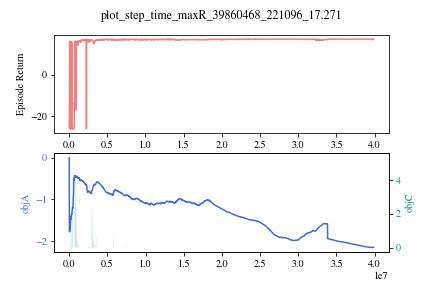 plot_step_time_maxR_39860468_221096_17.271
Episode Return
0
−20
0.0 0.5 1.0 1.5 2.0 2.5 3.0 3.5 4.0
objA
0
−1
−2
4
2
0
objC
0.0 0.5 1.0 1.5 2.0 2.5 3.0 3.5 4.0
1e7